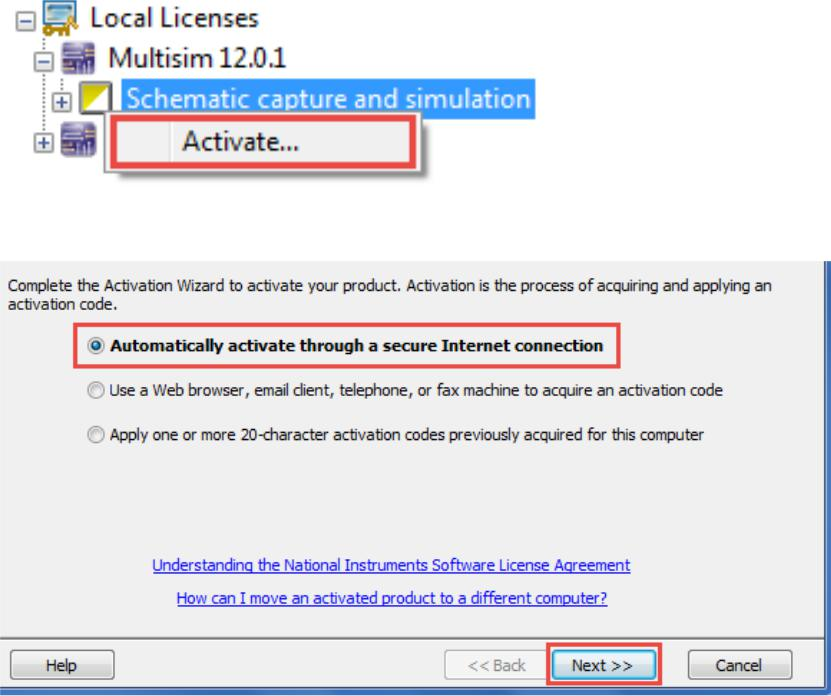 Local Licenses
Multisim 12.0.1
Schematic capture and simulation
Activate...
Complete the Activation Wizard to activate your product. Activation is the process of acquiring and applying an
activation code.
Automatically activate through a secure Internet connection
Use a Web browser, email client, telephone, or fax machine to acquire an activation code
Apply one or more 20-character activation codes previously acquired for this computer
Understanding the National Instruments Software License Agreement
How can I move an activated product to a different computer?
Help << Back Next >> Cancel